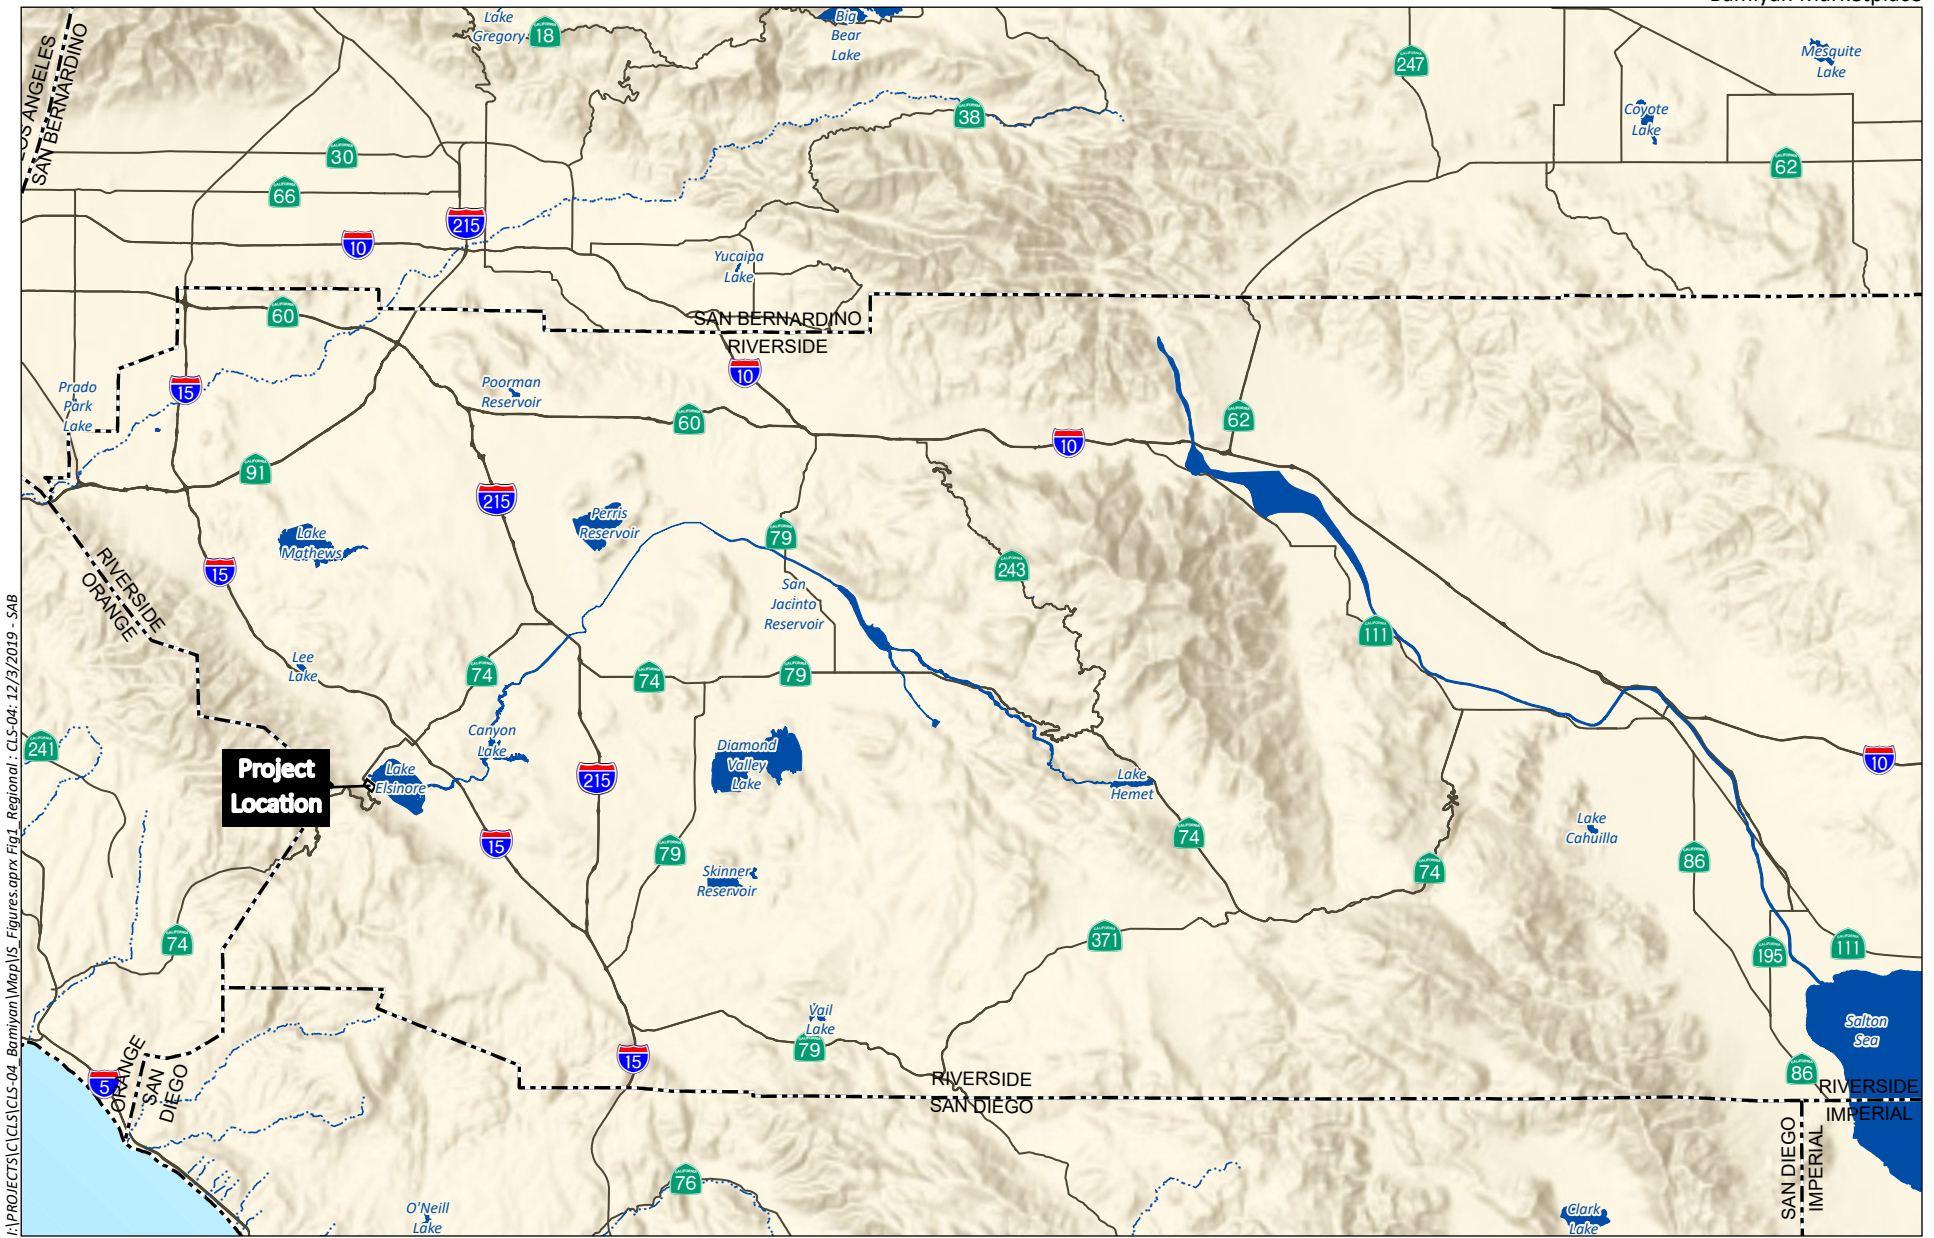 Bamiyan Marketplace
Lake
Gregory
18
Big
Bear
Lake
247
Mesquite
Lake
LOS ANGELES
SAN BERNARDINO
38
Coyote
Lake
30
62
66
215
10
Yucaipa
Lake
60
SAN BERNARDINO
RIVERSIDE
10
15
Prado
Park
Lake
Poorman
Reservoir
60
62
10
91
215
Perris
Reservoir
Lake
Mathews
79
15
243
RIVERSIDE
ORANGE
San
Jacinto
Reservoir
111
Lee
Lake
74
74
79
241
Canyon
Lake
Diamond
Valley
Lake
10
Project
Location
Lake
Elsinore
215
Lake
Hemet
Lake
Cahuilla
15
79
74
86
74
Skinner
Reservoir
74
371
195
111
Vail
Lake
79
Salton
Sea
15
5
ORANGE
SAN
DIEGO
RIVERSIDE
SAN DIEGO
86
RIVERSIDE
IMPERIAL
SAN DIEGO
IMPERIAL
76
O'Neill
Lake
Clark
Lake
I:\PROJECTS\C\CLS\CLS-04_Bamiyan\Map\IS_Figures.aprx Fig1_Regional : CLS-04: 12/3/2019 - SAB